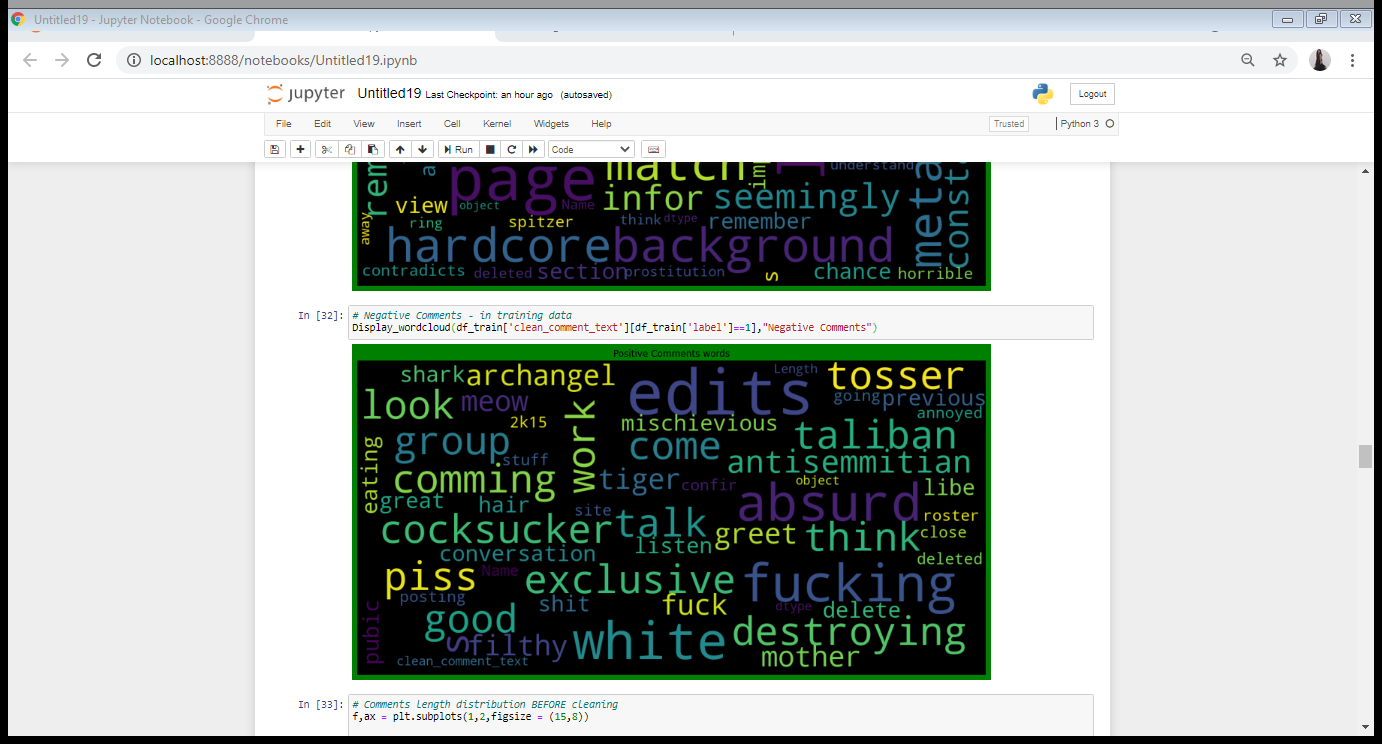 Untitled19 - Jupyter Notebook - Google Chrome
localhost:8888/notebooks/Untitled19.ipynb
jupyter Untitled19 Last Checkpoint: an hour ago (autosaved)
Logout
File Edit View Insert Cell Kernel Widgets Help
Trusted Python 3
Run Code
page match understand
infor seemingly
view object Name
away ring spitzer think dtype remember
hardcore background
contradicts deleted section prostitution s chance horrible
In [32]: # Negative Comments - in training data
Display_wordcloud(df_train['clean_comment_text'][df_train['label']==1],"Negative Comments")
Positive Comments words
shark archangel edits Length tosser
look meow going previous
2k15 work mischievious annoyed
group come taliban
eating stuff antisemmitian
comming tiger confir object libe
great hair site absurd roster
cocksucker talk greet think close
conversation listen deleted
piss Name exclusive fucking
posting shit fuck dtype delete
pubic good destroying
s filthy white mother
clean_comment_text
In [33]: # Comments Length distribution BEFORE cleaning
f,ax = plt.subplots(1,2,figsize = (15,8))